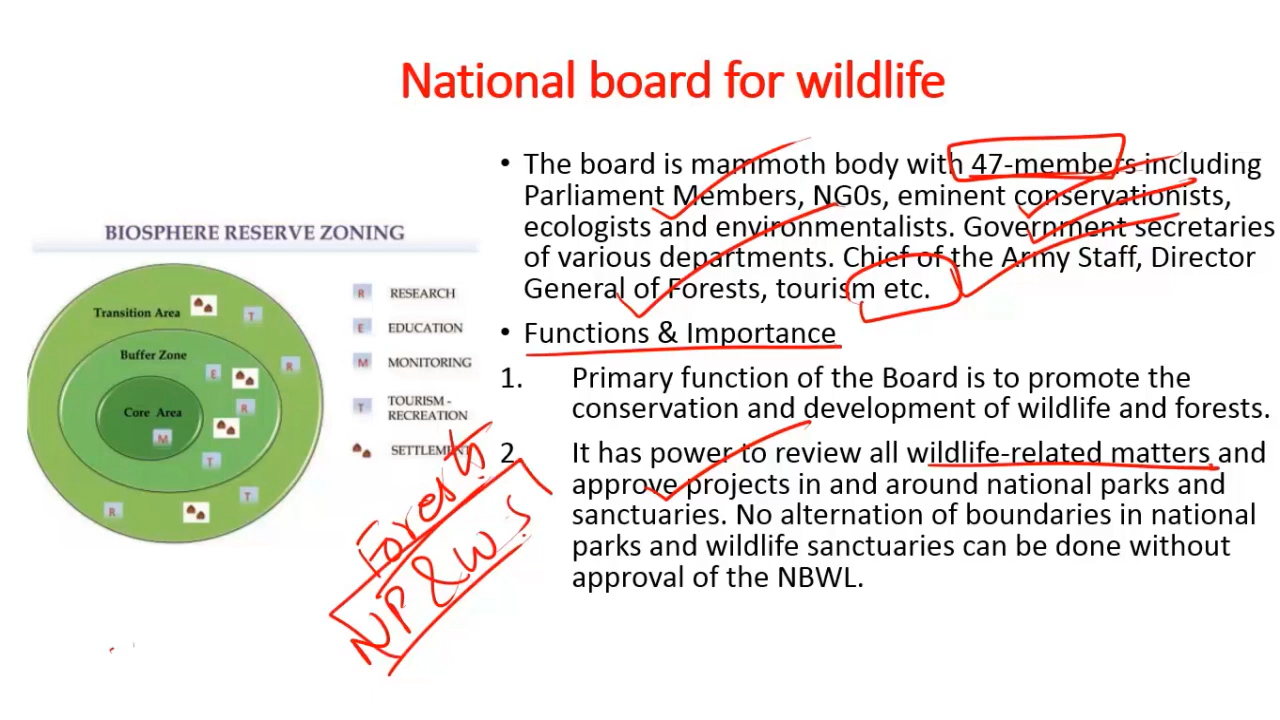 National board for wildlife
• The board is mammoth body with 47-members including
Parliament Members, NG0s, eminent conservationists,
ecologists and environmentalists. Government secretaries
of various departments. Chief of the Army Staff, Director
General of Forests, tourism etc.
• Functions & Importance
1. Primary function of the Board is to promote the
conservation and development of wildlife and forests.
2. It has power to review all wildlife-related matters and
approve projects in and around national parks and
sanctuaries. No alternation of boundaries in national
parks and wildlife sanctuaries can be done without
approval of the NBWL.
BIOSPHERE RESERVE ZONING
Transition Area
T
Buffer Zone
E
R
Core Area
R
M
T
T
R
R RESEARCH
E EDUCATION
M MONITORING
T TOURISM -
RECREATION
SETTLEMENT
Forests
NP & W.S